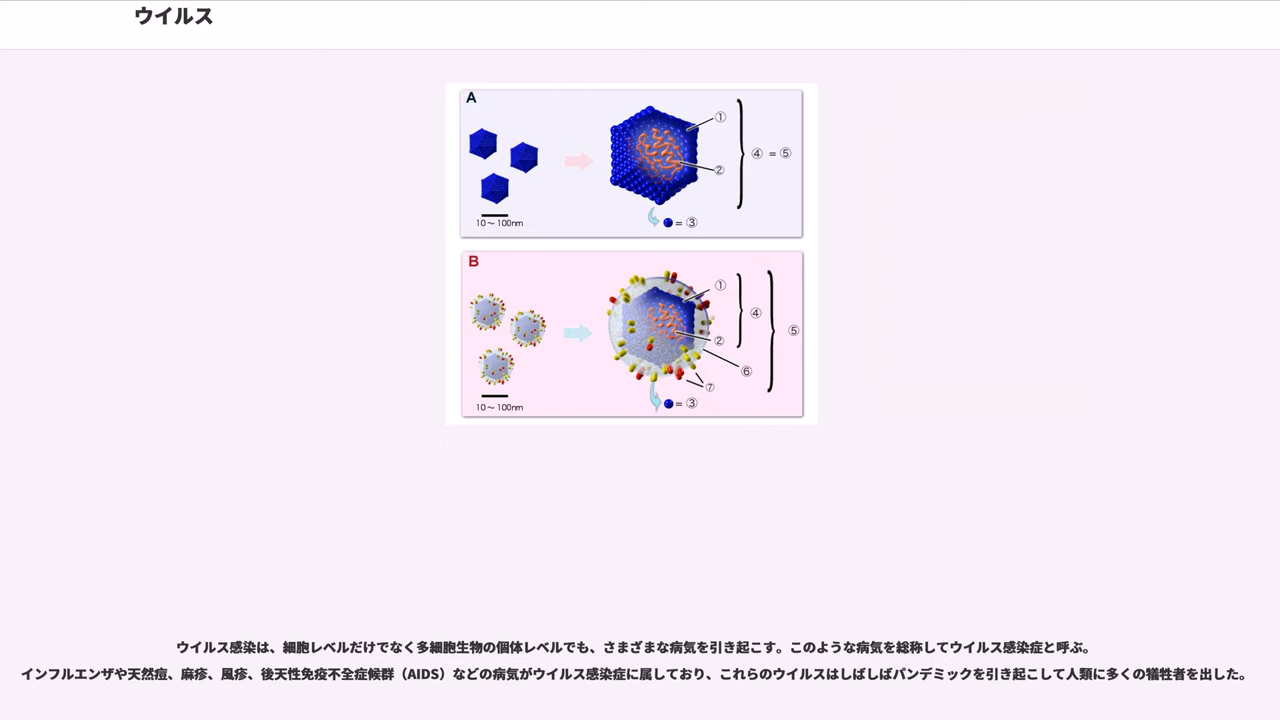 ウイルス
A
①
④ = ⑤
②
10～100nm
= ③
B
①
④
⑤
②
⑥
⑦
10～100nm
= ③
ウイルス感染は、細胞レベルだけでなく多細胞生物の個体レベルでも、さまざまな病気を引き起こす。このような病気を総称してウイルス感染症と呼ぶ。
インフルエンザや天然痘、麻疹、風疹、後天性免疫不全症候群（AIDS）などの病気がウイルス感染症に属しており、これらのウイルスはしばしばパンデミックを引き起こして人類に多くの犠牲者を出した。